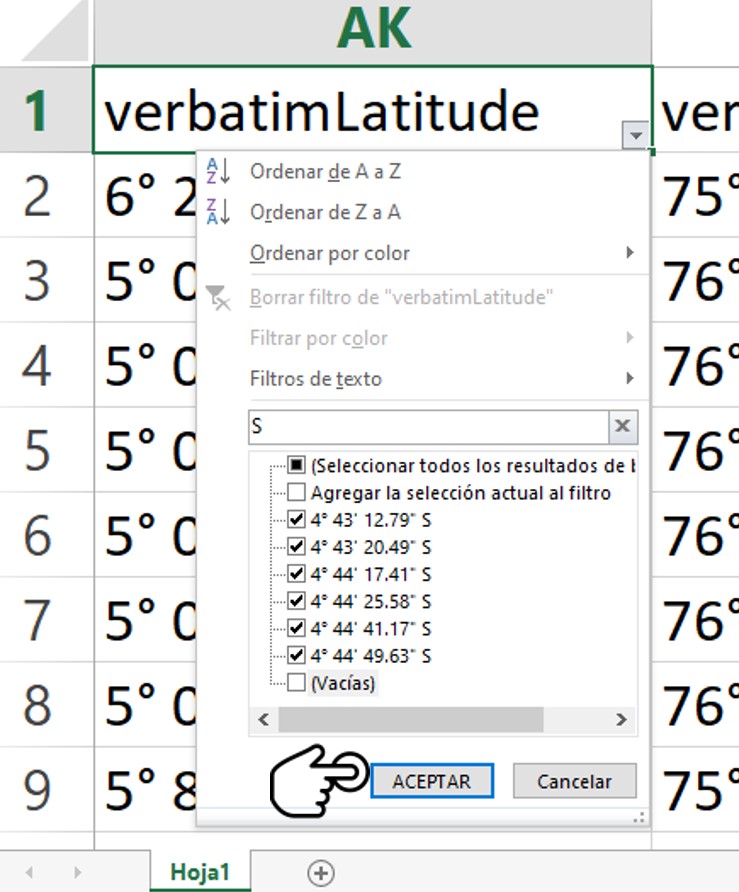 AK
1 verbatimLatitude ver
Ordenar de A a Z
Ordenar de Z a A
Ordenar por color
Borrar filtro de "verbatimLatitude"
Filtrar por color
Filtros de texto
S
(Seleccionar todos los resultados de b
Agregar la selección actual al filtro
4° 43' 12.79" S
4° 43' 20.49" S
4° 44' 17.41" S
4° 44' 25.58" S
4° 44' 41.17" S
4° 44' 49.63" S
(Vacías)
ACEPTAR Cancelar
2 6° 2 75°
3 5° 0 76°
4 5° 0 76°
5 5° 0 76°
6 5° 0 76°
7 5° 0 76°
8 5° 0 76°
9 5° 8 75°
Hoja1